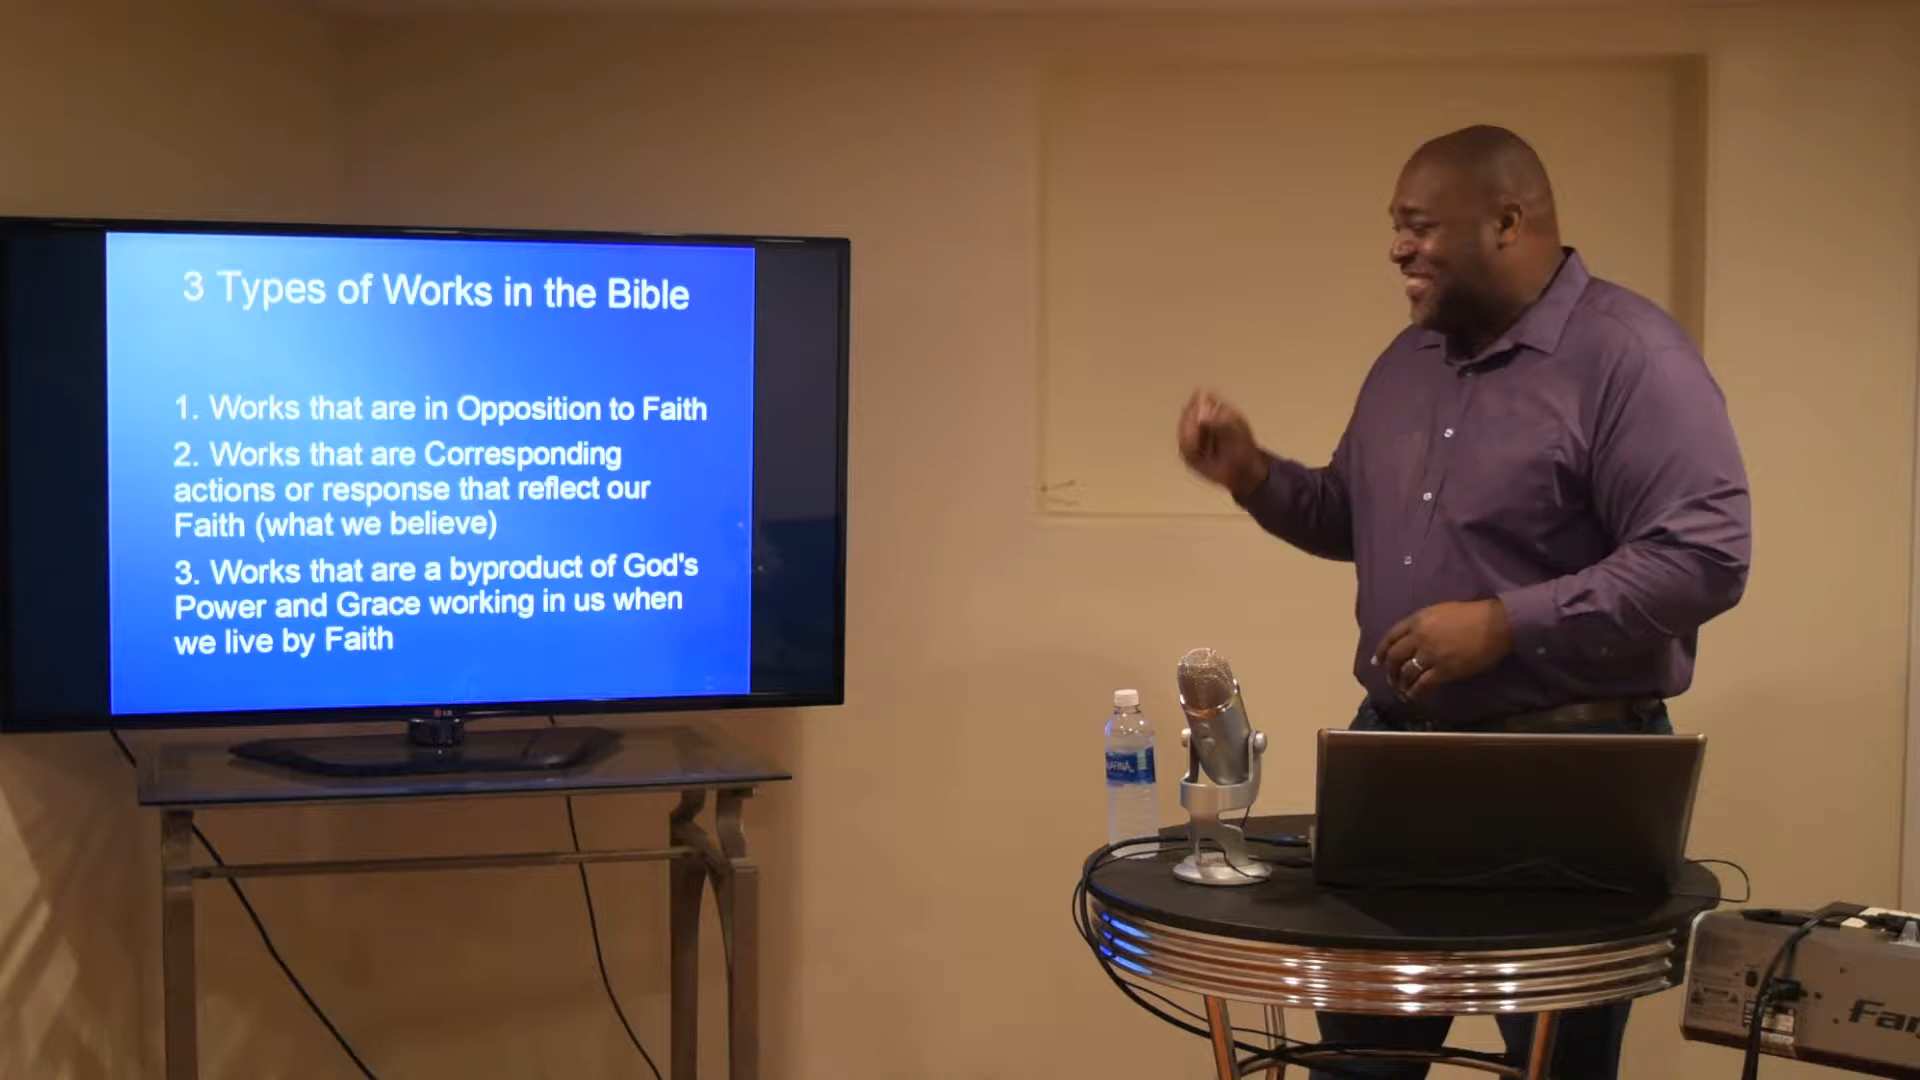 3 Types of Works in the Bible
1. Works that are in Opposition to Faith
2. Works that are Corresponding
actions or response that reflect our
Faith (what we believe)
3. Works that are a byproduct of God's
Power and Grace working in us when
we live by Faith
LG